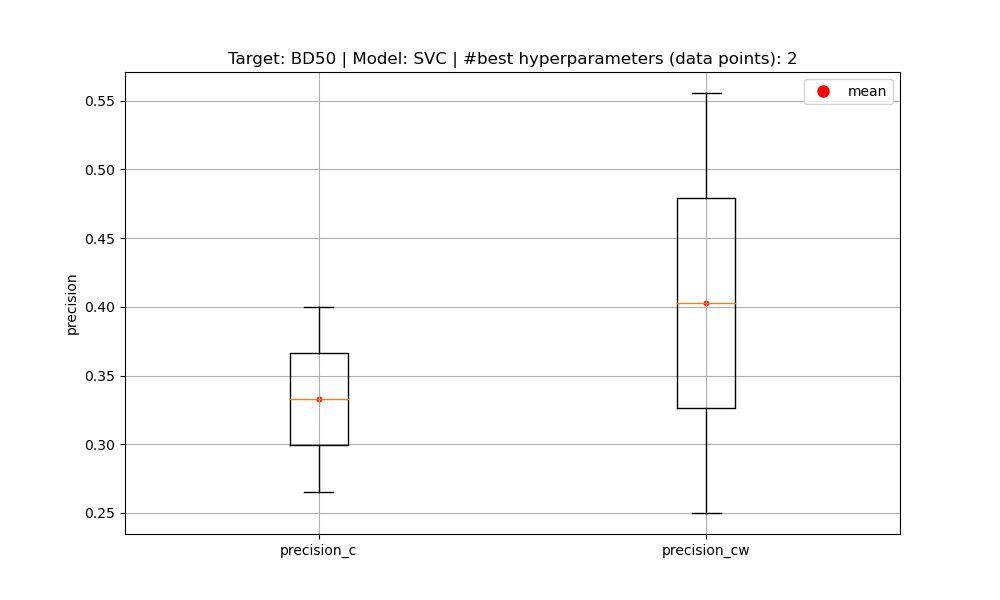 Target: BD50 | Model: SVC | #best hyperparameters (data points): 2
mean
0.55
0.50
0.45
0.40
0.35
0.30
0.25
precision
precision_c
precision_cw